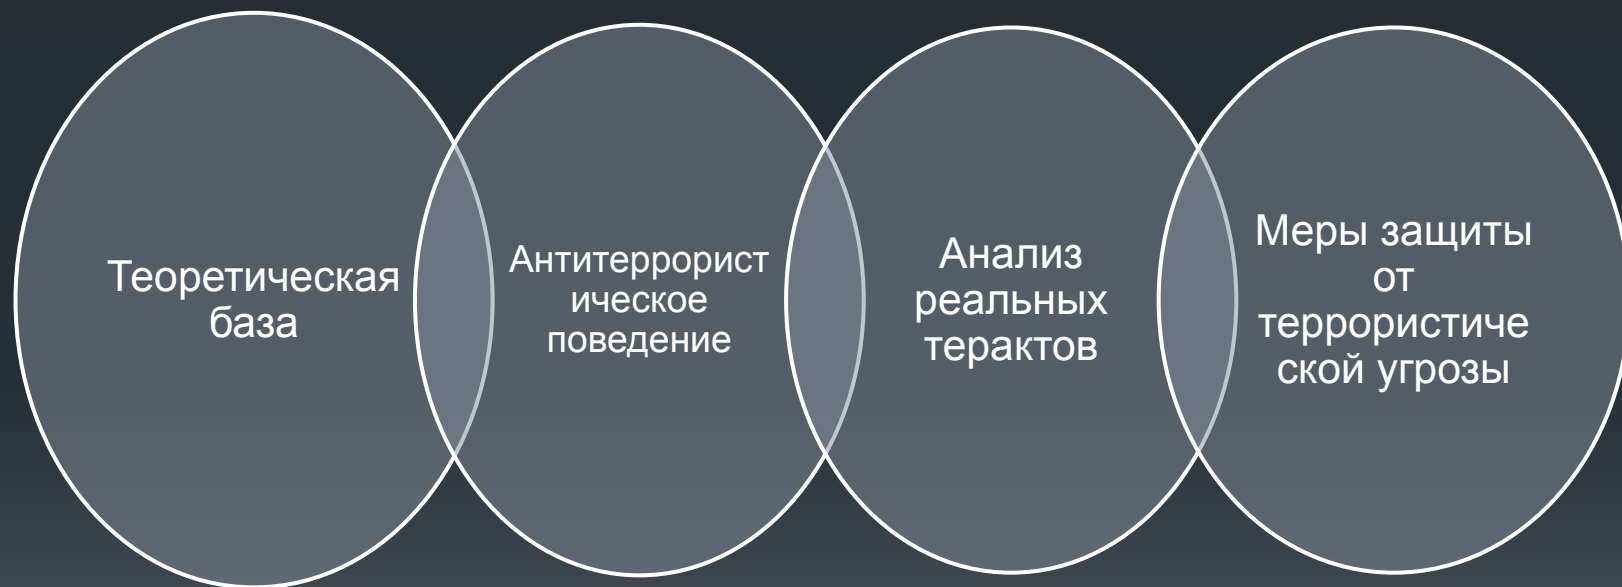 Теоретическая
база
Антитеррорист
ическое
поведение
Анализ
реальных
терактов
Меры защиты
от
террористиче
ской угрозы